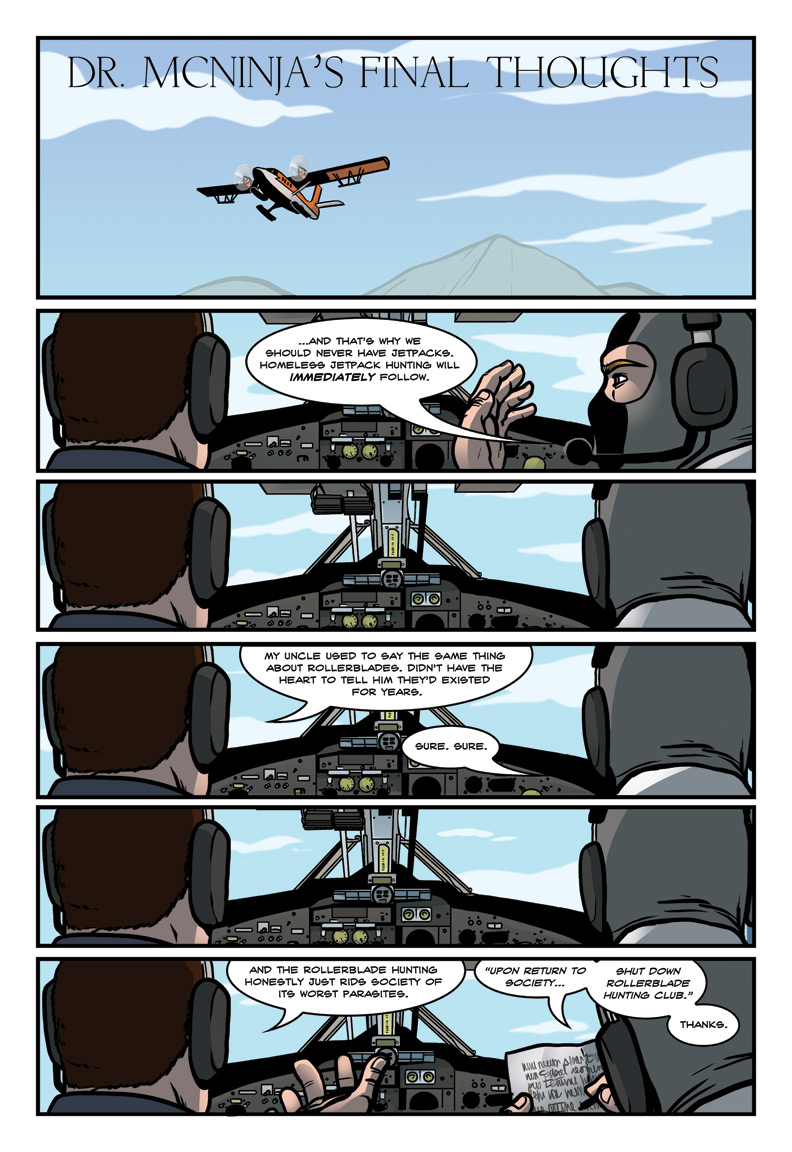 DR. MCNINJA'S FINAL THOUGHTS
...AND THAT'S WHY WE
SHOULD NEVER HAVE JETPACKS.
HOMELESS JETPACK HUNTING WILL
IMMEDIATELY FOLLOW.
MY UNCLE USED TO SAY THE SAME THING
ABOUT ROLLERBLADES. DIDN'T HAVE THE
HEART TO TELL HIM THEY'D EXISTED
FOR YEARS.
SURE. SURE.
AND THE ROLLERBLADE HUNTING
HONESTLY JUST RIDS SOCIETY OF
ITS WORST PARASITES.
"UPON RETURN TO
SOCIETY...
SHUT DOWN
ROLLERBLADE
HUNTING CLUB."
THANKS.